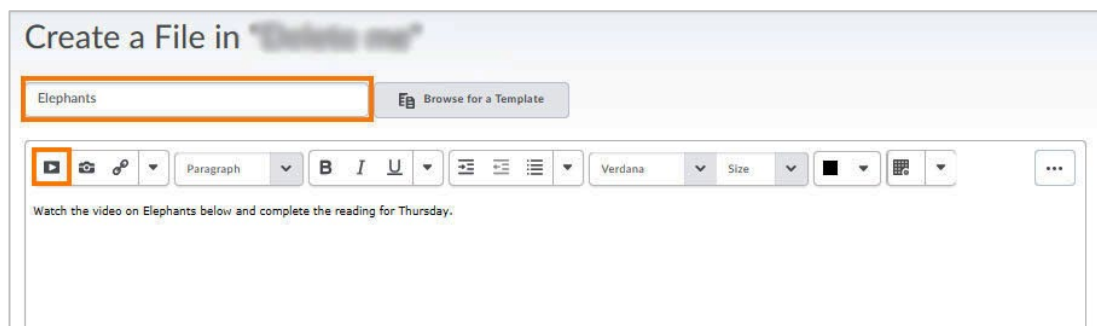 Create a File in
Elephants
Browse for a Template
Paragraph B I U Verdana Size
Watch the video on Elephants below and complete the reading for Thursday.